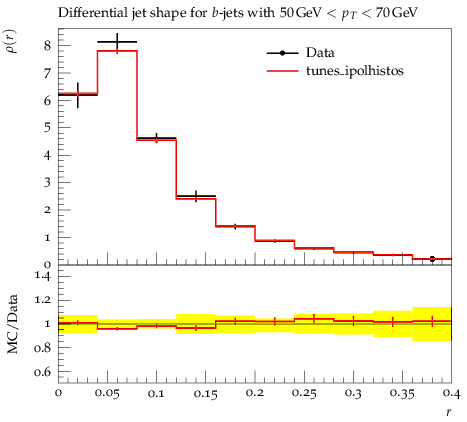 Differential jet shape for b-jets with 50 GeV < p_T < 70 GeV
ρ(r)
Data
tunes_ipolhistos
8
7
6
5
4
3
2
1
0
MC/Data
1.4
1.2
1
0.8
0.6
0 0.05 0.1 0.15 0.2 0.25 0.3 0.35 0.4
r